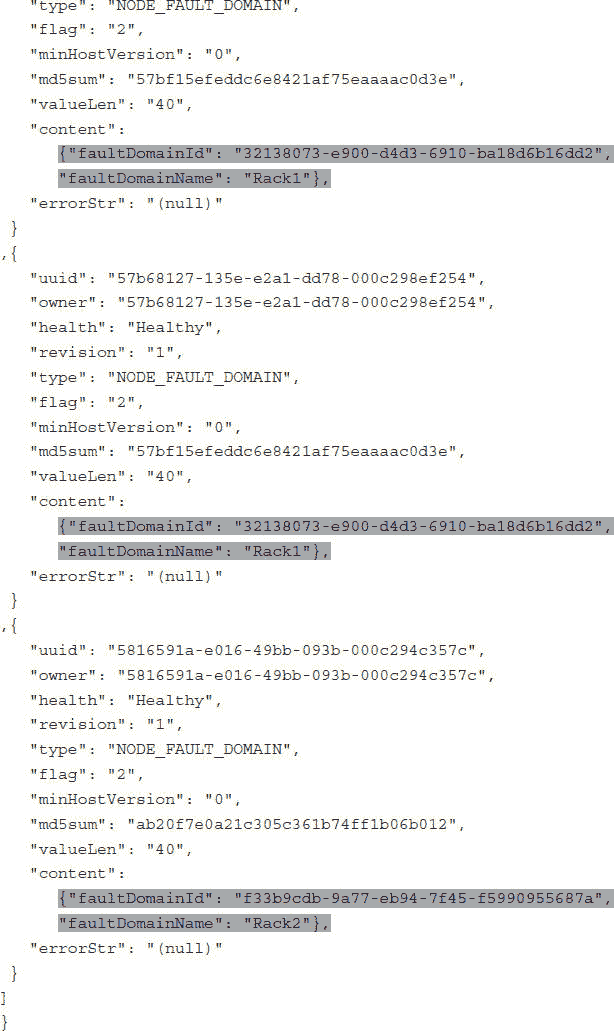 "type": "NODE_FAULT_DOMAIN",
"flag": "2",
"minHostVersion": "0",
"md5sum": "57bf15efeddc6e8421af75eaaaac0d3e",
"valueLen": "40",
"content":
{"faultDomainId": "32138073-e900-d4d3-6910-ba18d6b16dd2",
"faultDomainName": "Rack1"},
"errorStr": "(null)"
}
,{
"uuid": "57b68127-135e-e2a1-dd78-000c298ef254",
"owner": "57b68127-135e-e2a1-dd78-000c298ef254",
"health": "Healthy",
"revision": "1",
"type": "NODE_FAULT_DOMAIN",
"flag": "2",
"minHostVersion": "0",
"md5sum": "57bf15efeddc6e8421af75eaaaac0d3e",
"valueLen": "40",
"content":
{"faultDomainId": "32138073-e900-d4d3-6910-ba18d6b16dd2",
"faultDomainName": "Rack1"},
"errorStr": "(null)"
}
,{
"uuid": "5816591a-e016-49bb-093b-000c294c357c",
"owner": "5816591a-e016-49bb-093b-000c294c357c",
"health": "Healthy",
"revision": "1",
"type": "NODE_FAULT_DOMAIN",
"flag": "2",
"minHostVersion": "0",
"md5sum": "ab20f7e0a21c305c361b74ff1b06b012",
"valueLen": "40",
"content":
{"faultDomainId": "f33b9cdb-9a77-eb94-7f45-f5990955687a",
"faultDomainName": "Rack2"},
"errorStr": "(null)"
}
]
}